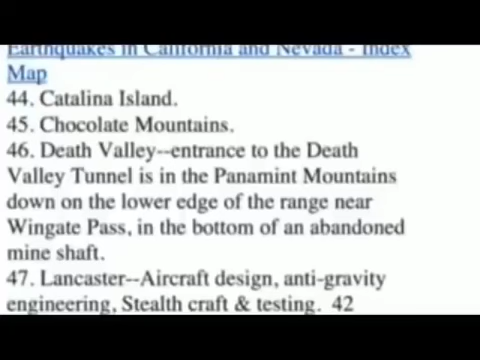 Earthquakes in California and Nevada - Index
Map
44. Catalina Island.
45. Chocolate Mountains.
46. Death Valley--entrance to the Death
Valley Tunnel is in the Panamint Mountains
down on the lower edge of the range near
Wingate Pass, in the bottom of an abandoned
mine shaft.
47. Lancaster--Aircraft design, anti-gravity
engineering, Stealth craft & testing. 42